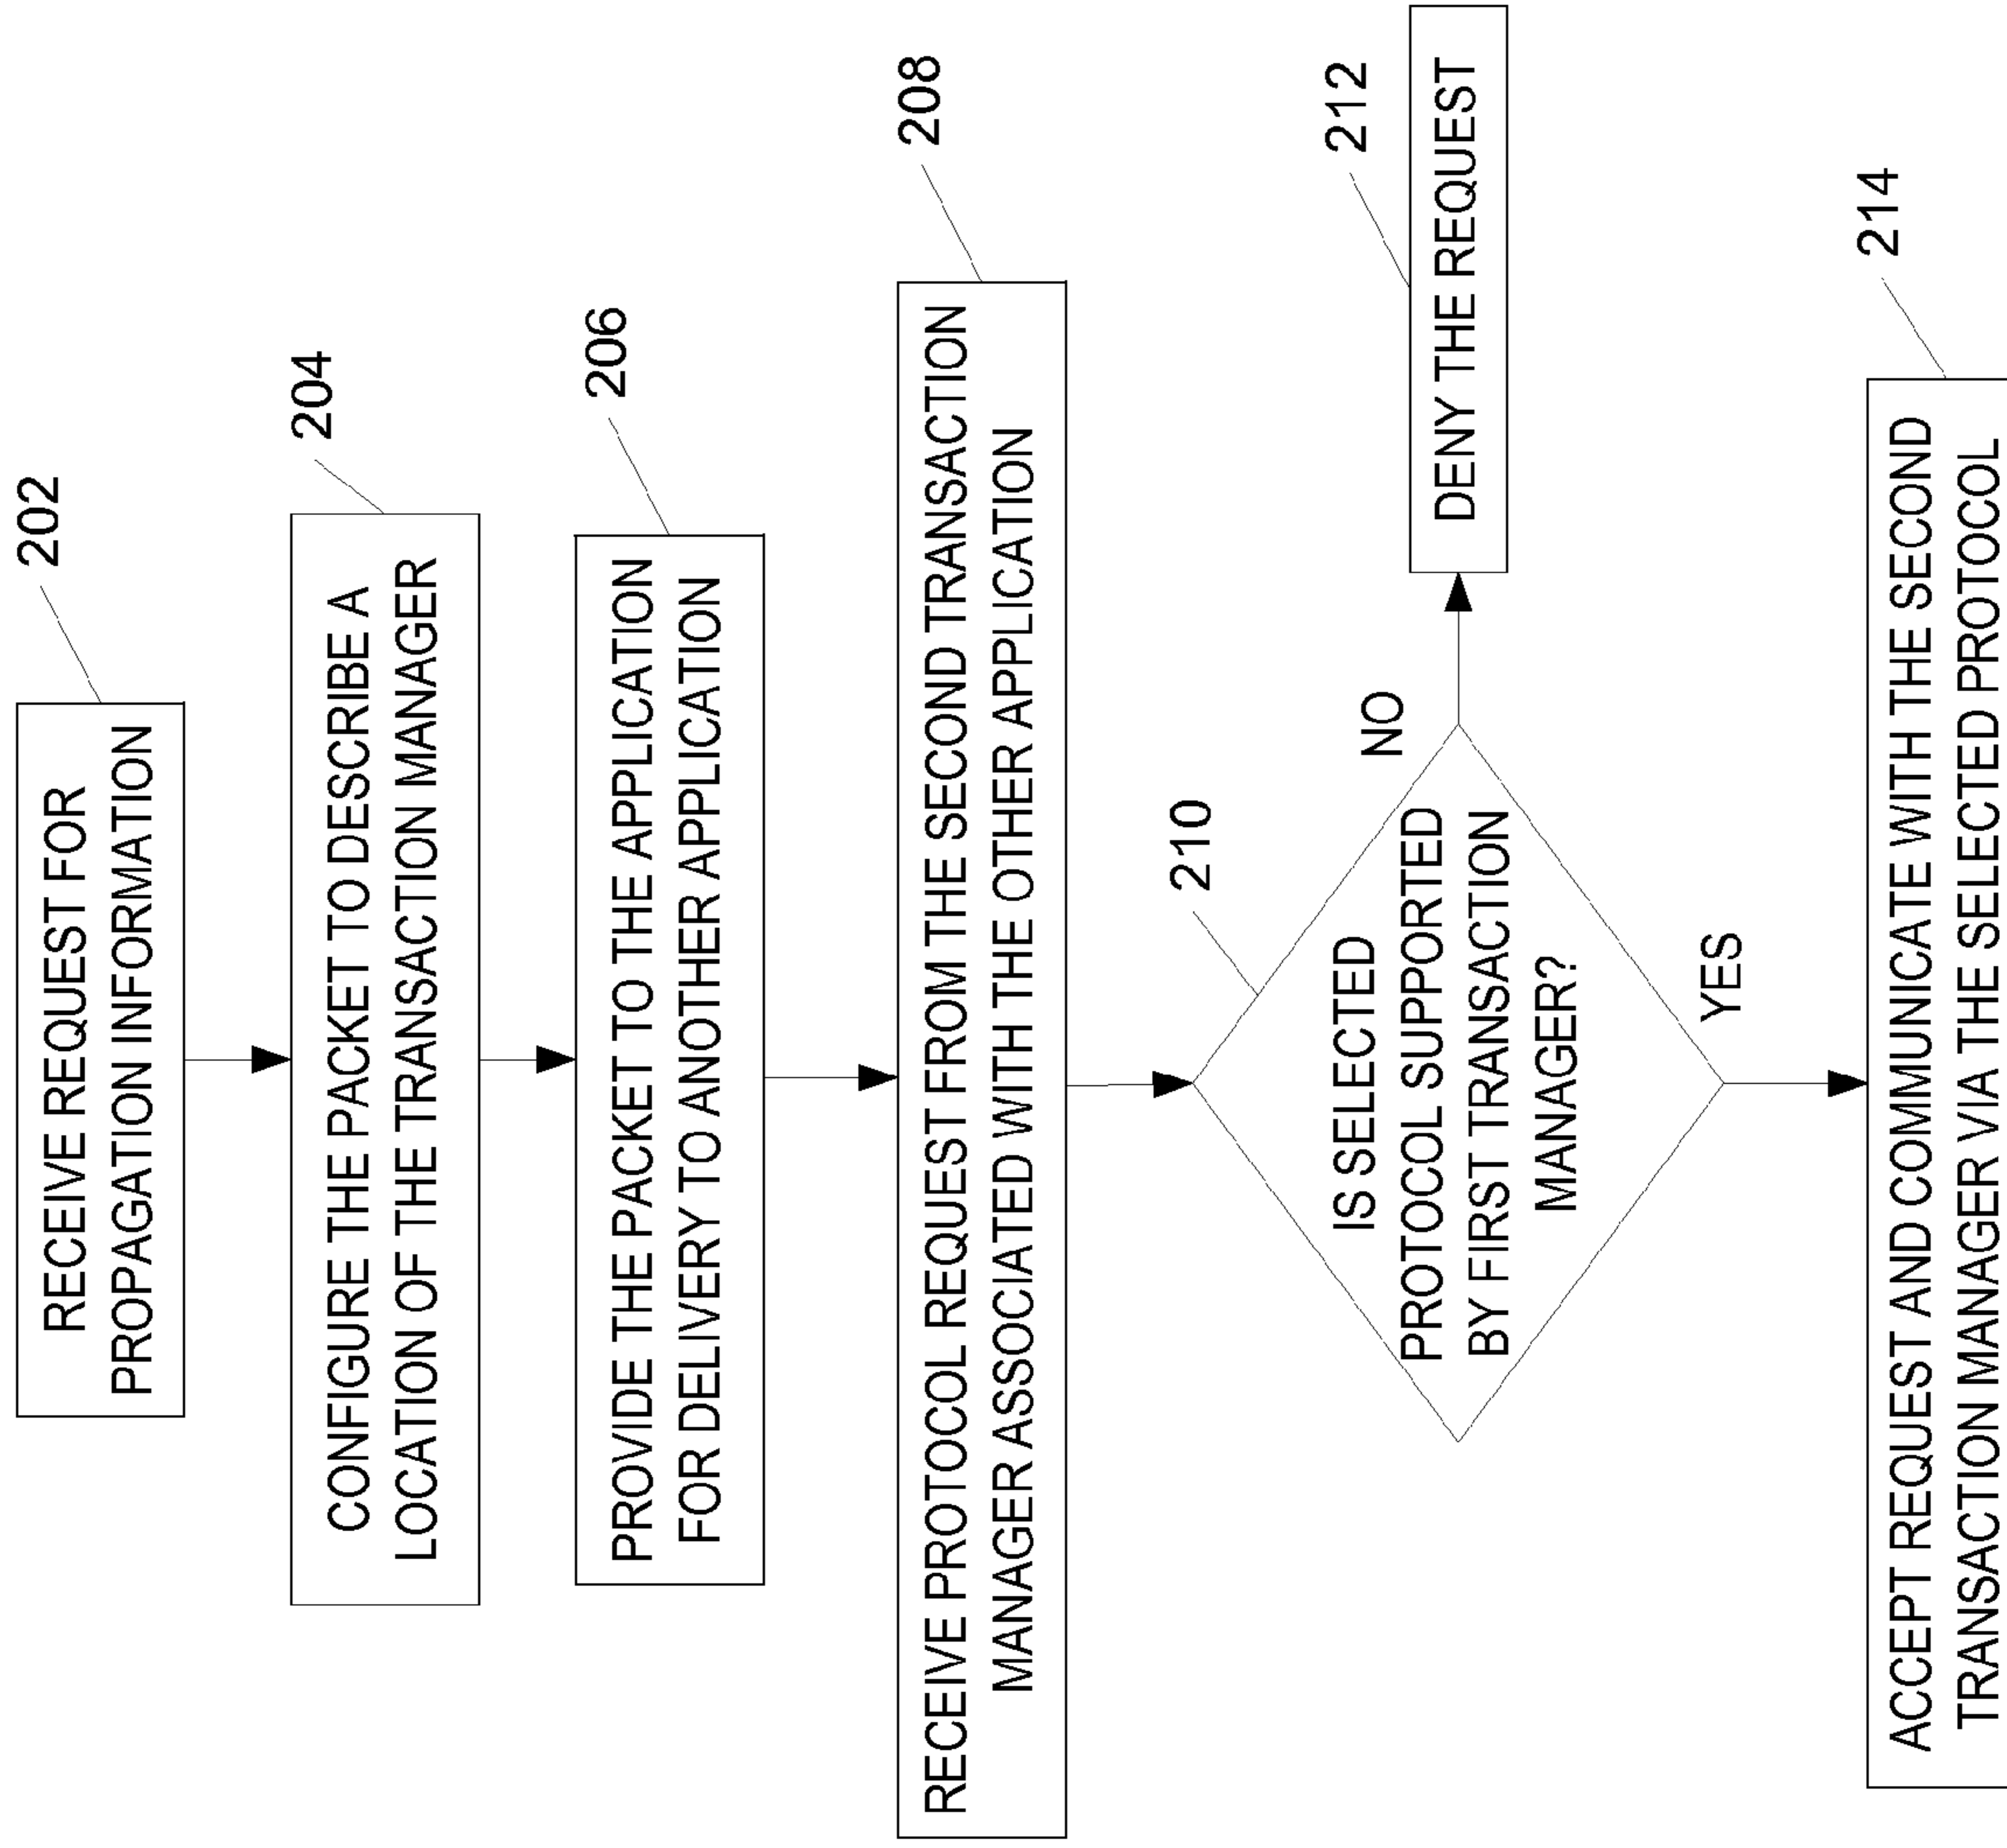 202
RECEIVE REQUEST FOR
PROPAGATION INFORMATION
204
CONFIGURE THE PACKET TO DESCRIBE A
LOCATION OF THE TRANSACTION MANAGER
206
PROVIDE THE PACKET TO THE APPLICATION
FOR DELIVERY TO ANOTHER APPLICATION
208
RECEIVE PROTOCOL REQUEST FROM THE SECOND TRANSACTION
MANAGER ASSOCIATED WITH THE OTHER APPLICATION
210
IS SELECTED
PROTOCOL SUPPORTED
BY FIRST TRANSACTION
MANAGER?
NO
212
DENY THE REQUEST
YES
214
ACCEPT REQUEST AND COMMUNICATE WITH THE SECOND
TRANSACTION MANAGER VIA THE SELECTED PROTOCOL